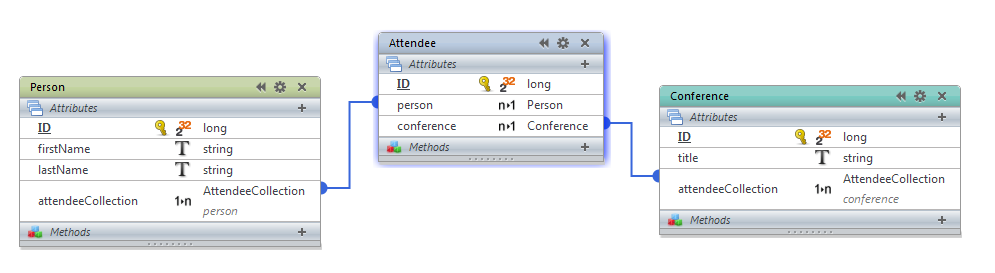 Person
Attributes
ID 2 32 long
firstName T string
lastName T string
attendeeCollection 1▸n AttendeeCollection
person
Methods
Attendee
Attributes
ID 2 32 long
person n▸1 Person
conference n▸1 Conference
Methods
Conference
Attributes
ID 2 32 long
title T string
attendeeCollection 1▸n AttendeeCollection
conference
Methods